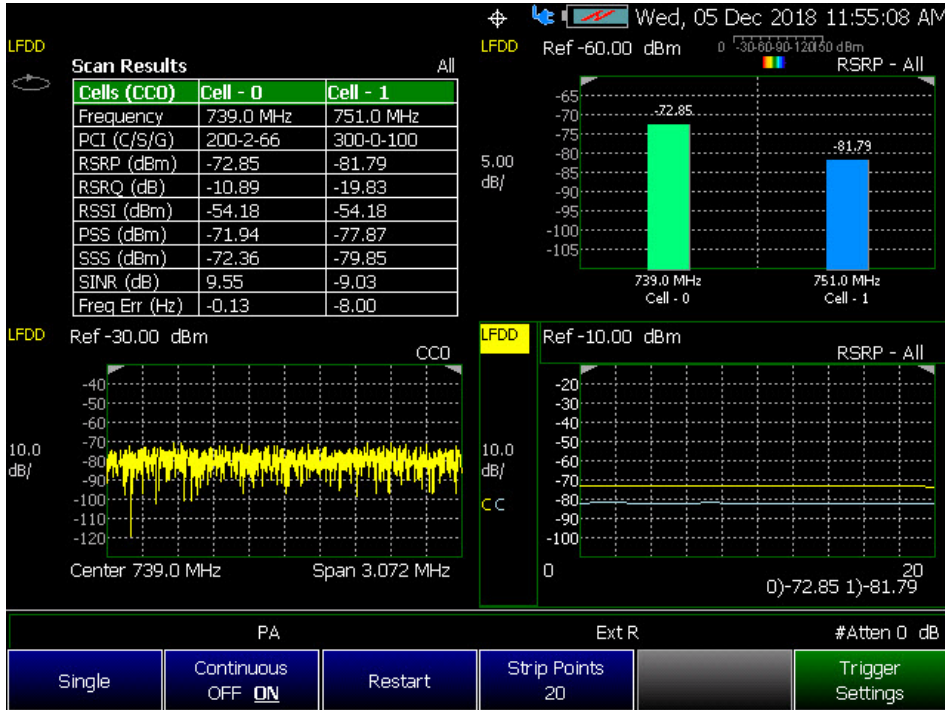 Wed, 05 Dec 2018 11:55:08 AM
LFDD
Scan Results All
Cells (CC0) Cell - 0 Cell - 1
Frequency 739.0 MHz 751.0 MHz
PCI (C/S/G) 200-2-66 300-0-100
RSRP (dBm) -72.85 -81.79
RSRQ (dB) -10.89 -19.83
RSSI (dBm) -54.18 -54.18
PSS (dBm) -71.94 -77.87
SSS (dBm) -72.36 -79.85
SINR (dB) 9.55 -9.03
Freq Err (Hz) -0.13 -8.00
LFDD Ref -60.00 dBm 0 -30-60-90-120150 dBm
RSRP - All
5.00
dB/
-65
-70
-75
-80
-85
-90
-95
-100
-105
-72.85
-81.79
739.0 MHz 751.0 MHz
Cell - 0 Cell - 1
LFDD Ref -30.00 dBm
CC0
10.0
dB/
-40
-50
-60
-70
-80
-90
-100
-110
-120
Center 739.0 MHz Span 3.072 MHz
LFDD Ref -10.00 dBm
RSRP - All
10.0
dB/
C C
-20
-30
-40
-50
-60
-70
-80
-90
-100
0 20
0)-72.85 1)-81.79
PA Ext R #Atten 0 dB
Single
Continuous
OFF ON
Restart
Strip Points
20
Trigger
Settings